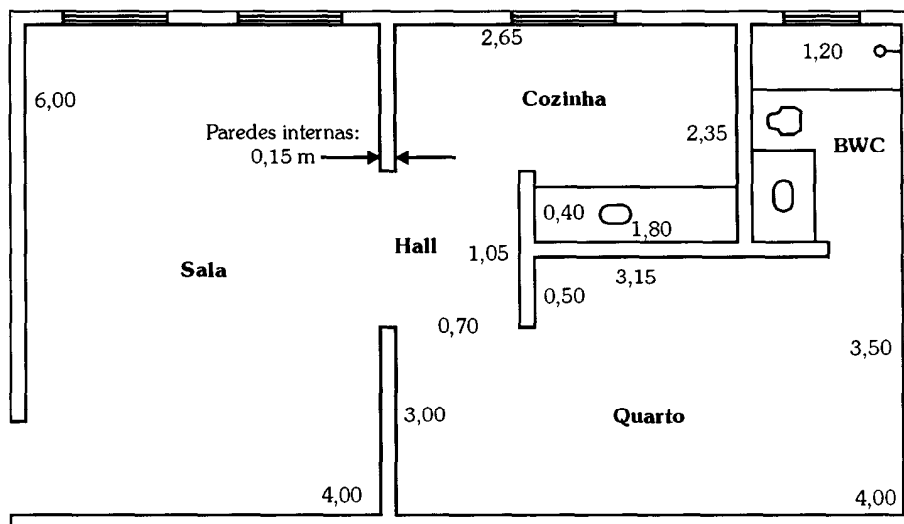 2,65
1,20
6,00
Cozinha
Paredes internas:
0,15 m
2,35
BWC
0,40
1,80
Hall
1,05
Sala
3,15
0,50
0,70
3,50
3,00
Quarto
4,00
4,00